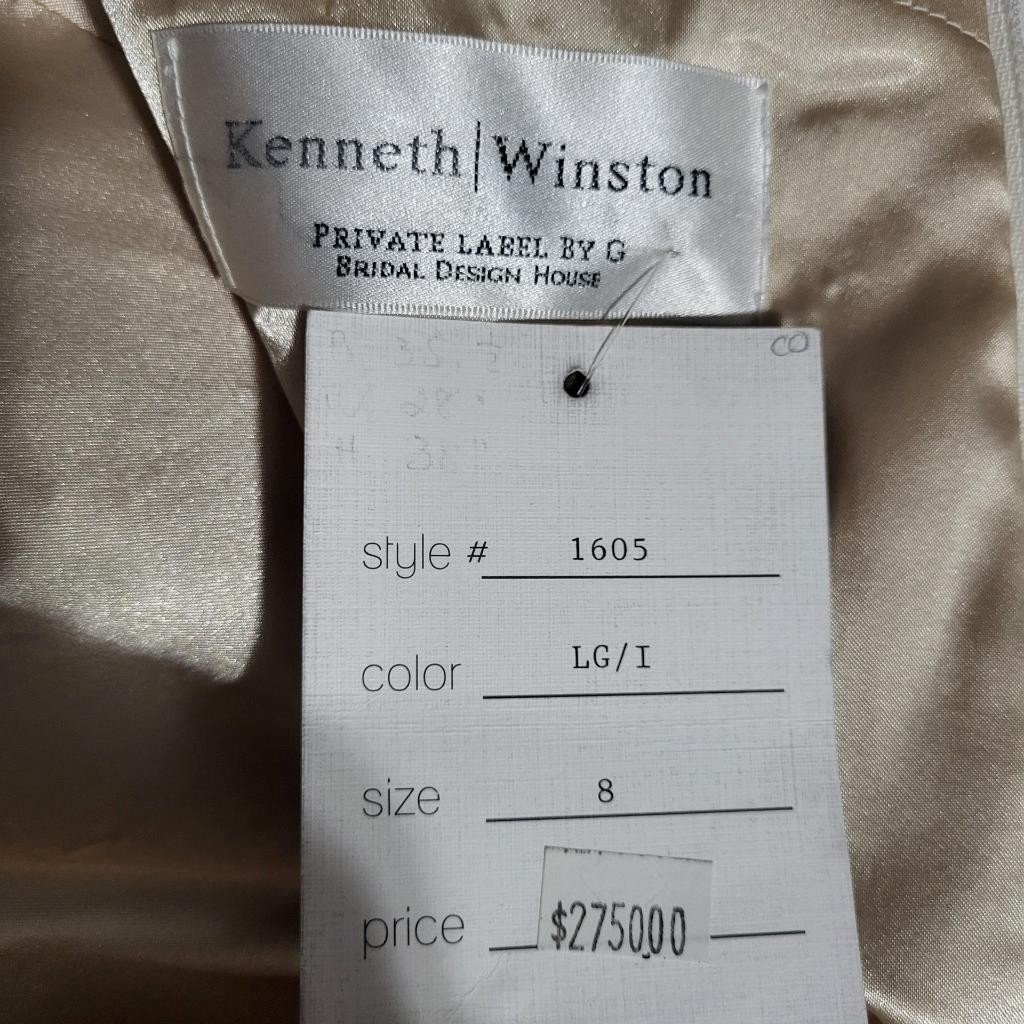 Kenneth|Winston
PRIVATE LABEL BY G
BRIDAL DESIGN HOUSE
CO
style # 1605
color LG/I
size 8
price $2750.00